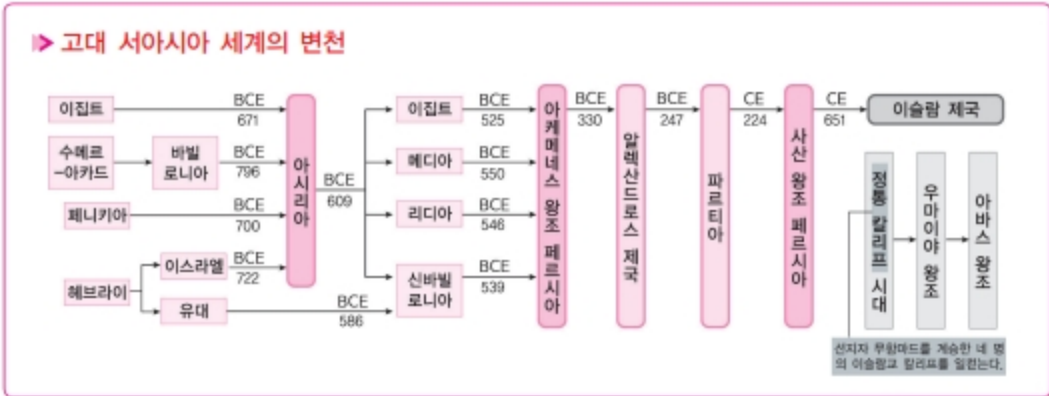 고대 서아시아 세계의 변천
이집트
BCE
671
수메르
-아카드
바빌
로니아
BCE
796
페니키아
BCE
700
헤브라이
이스라엘
BCE
722
유대
BCE
586
아시리아
BCE
609
이집트
BCE
525
메디아
BCE
550
리디아
BCE
546
신바빌
로니아
BCE
539
아케메네스 왕조 페르시아
BCE
330
알렉산드로스 제국
BCE
247
파르티아
CE
224
사산 왕조 페르시아
CE
651
이슬람 제국
정통 칼리프 시대
우마이야 왕조
아바스 왕조
선지자 무함마드를 계승한 네 명
의 이슬람교 칼리프를 일컫는다.